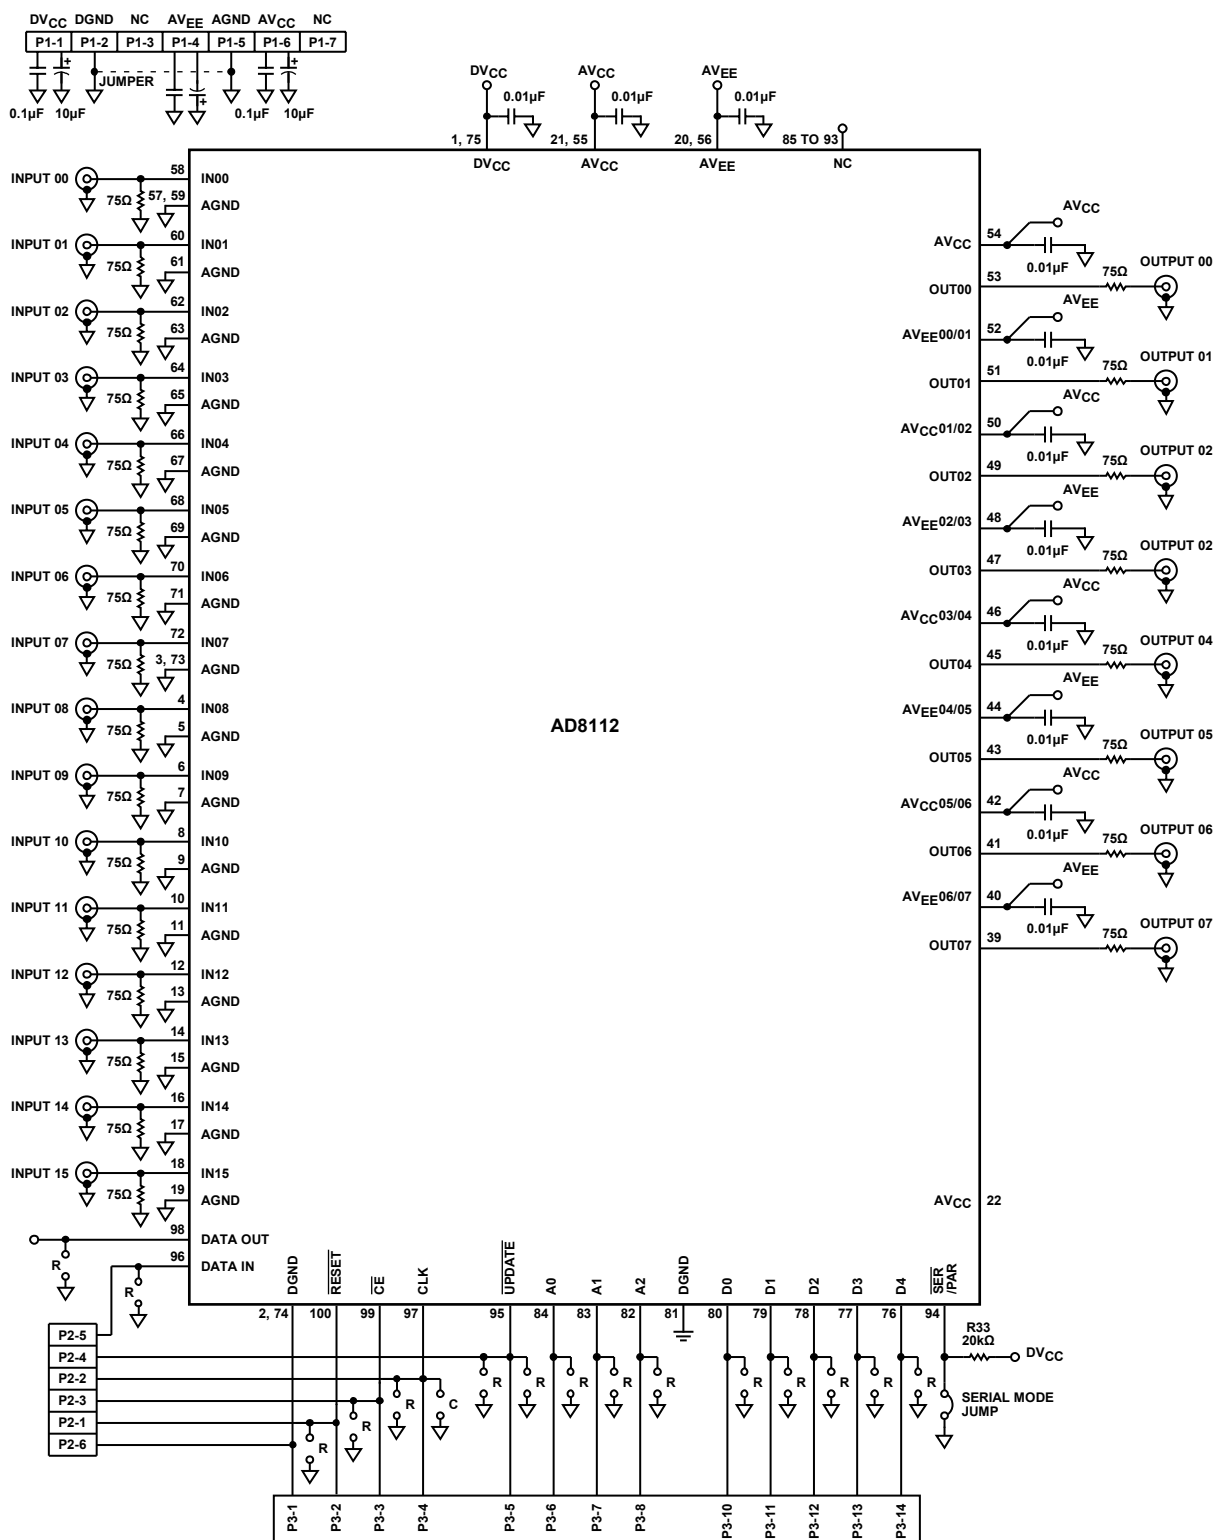 DVCC DGND NC AVEE AGND AVCC NC
P1-1 P1-2 P1-3 P1-4 P1-5 P1-6 P1-7
+ JUMPER + +
0.1µF 10µF 0.1µF 10µF
DVCC AVCC AVEE
0.01µF 0.01µF 0.01µF
1, 75 21, 55 20, 56 85 TO 93
DVCC AVCC AVEE NC
INPUT 00 75Ω 58 IN00
57, 59 AGND
INPUT 01 75Ω 60 IN01
61 AGND
INPUT 02 75Ω 62 IN02
63 AGND
INPUT 03 75Ω 64 IN03
65 AGND
INPUT 04 75Ω 66 IN04
67 AGND
INPUT 05 75Ω 68 IN05
69 AGND
INPUT 06 75Ω 70 IN06
71 AGND
INPUT 07 75Ω 72 IN07
3, 73 AGND
INPUT 08 75Ω 4 IN08
5 AGND
INPUT 09 75Ω 6 IN09
7 AGND
INPUT 10 75Ω 8 IN10
9 AGND
INPUT 11 75Ω 10 IN11
11 AGND
INPUT 12 75Ω 12 IN12
13 AGND
INPUT 13 75Ω 14 IN13
15 AGND
INPUT 14 75Ω 16 IN14
17 AGND
INPUT 15 75Ω 18 IN15
19 AGND
98 DATA OUT
R
96 DATA IN
R
AD8112
AVCC 54 AVCC 0.01µF
OUT00 53 75Ω OUTPUT 00
AVEE00/01 52 AVEE 0.01µF
OUT01 51 75Ω OUTPUT 01
AVCC01/02 50 AVCC 0.01µF
OUT02 49 75Ω OUTPUT 02
AVEE02/03 48 AVEE 0.01µF
OUT03 47 75Ω OUTPUT 02
AVCC03/04 46 AVCC 0.01µF
OUT04 45 75Ω OUTPUT 04
AVEE04/05 44 AVEE 0.01µF
OUT05 43 75Ω OUTPUT 05
AVCC05/06 42 AVCC 0.01µF
OUT06 41 75Ω OUTPUT 06
AVEE06/07 40 AVEE 0.01µF
OUT07 39 75Ω OUTPUT 07
AVCC 22
DGND RESET CE CLK UPDATE A0 A1 A2 DGND D0 D1 D2 D3 D4 SER
/PAR
2, 74 100 99 97 95 84 83 82 81 80 79 78 77 76 94
R33
20kΩ
DVCC
P2-5
P2-4
P2-2
P2-3
P2-1
P2-6
R R R C R R R R R R R R R R
SERIAL MODE
JUMP
P3-1 P3-2 P3-3 P3-4 P3-5 P3-6 P3-7 P3-8 P3-10 P3-11 P3-12 P3-13 P3-14